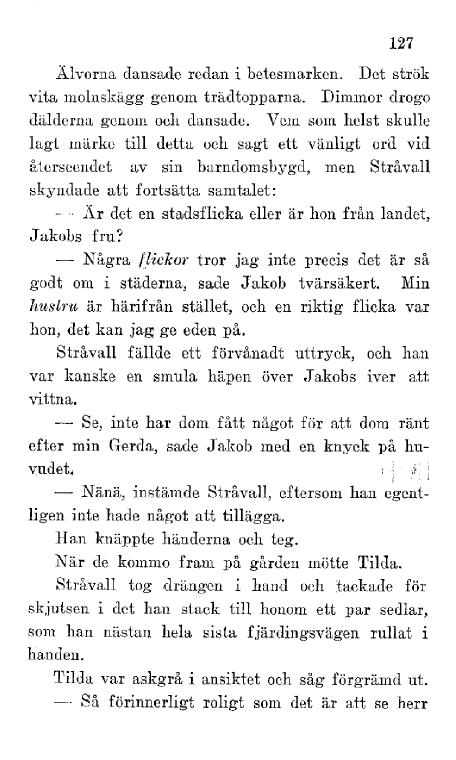 127
Älvorna dansade redan i betesmarken. Det strök
vita molnskägg genom trädtopparna. Dimmor drogo
dälderna genom och dansade. Vem som helst skulle
lagt märke till detta och sagt ett vänligt ord vid
återseendet av sin barndomsbygd, men Stråvall
skyndade att fortsätta samtalet:
— Är det en stadsflicka eller är hon från landet,
Jakobs fru?
— Några flickor tror jag inte precis det är så
godt om i städerna, sade Jakob tvärsäkert. Min
hustru är härifrån stället, och en riktig flicka var
hon, det kan jag ge eden på.
Stråvall fällde ett förvånadt uttryck, och han
var kanske en smula häpen över Jakobs iver att
vittna.
— Se, inte har dom fått något för att dom ränt
efter min Gerda, sade Jakob med en knyck på hu-
vudet.
— Nänä, instämde Stråvall, eftersom han egent-
ligen inte hade något att tillägga.
Han knäppte händerna och teg.
När de kommo fram på gården mötte Tilda.
Stråvall tog drängen i hand och tackade för
skjutsen i det han stack till honom ett par sedlar,
som han nästan hela sista fjärdingsvägen rullat i
handen.
Tilda var askgrå i ansiktet och såg förgrämd ut.
— Så förinnerligt roligt som det är att se herr